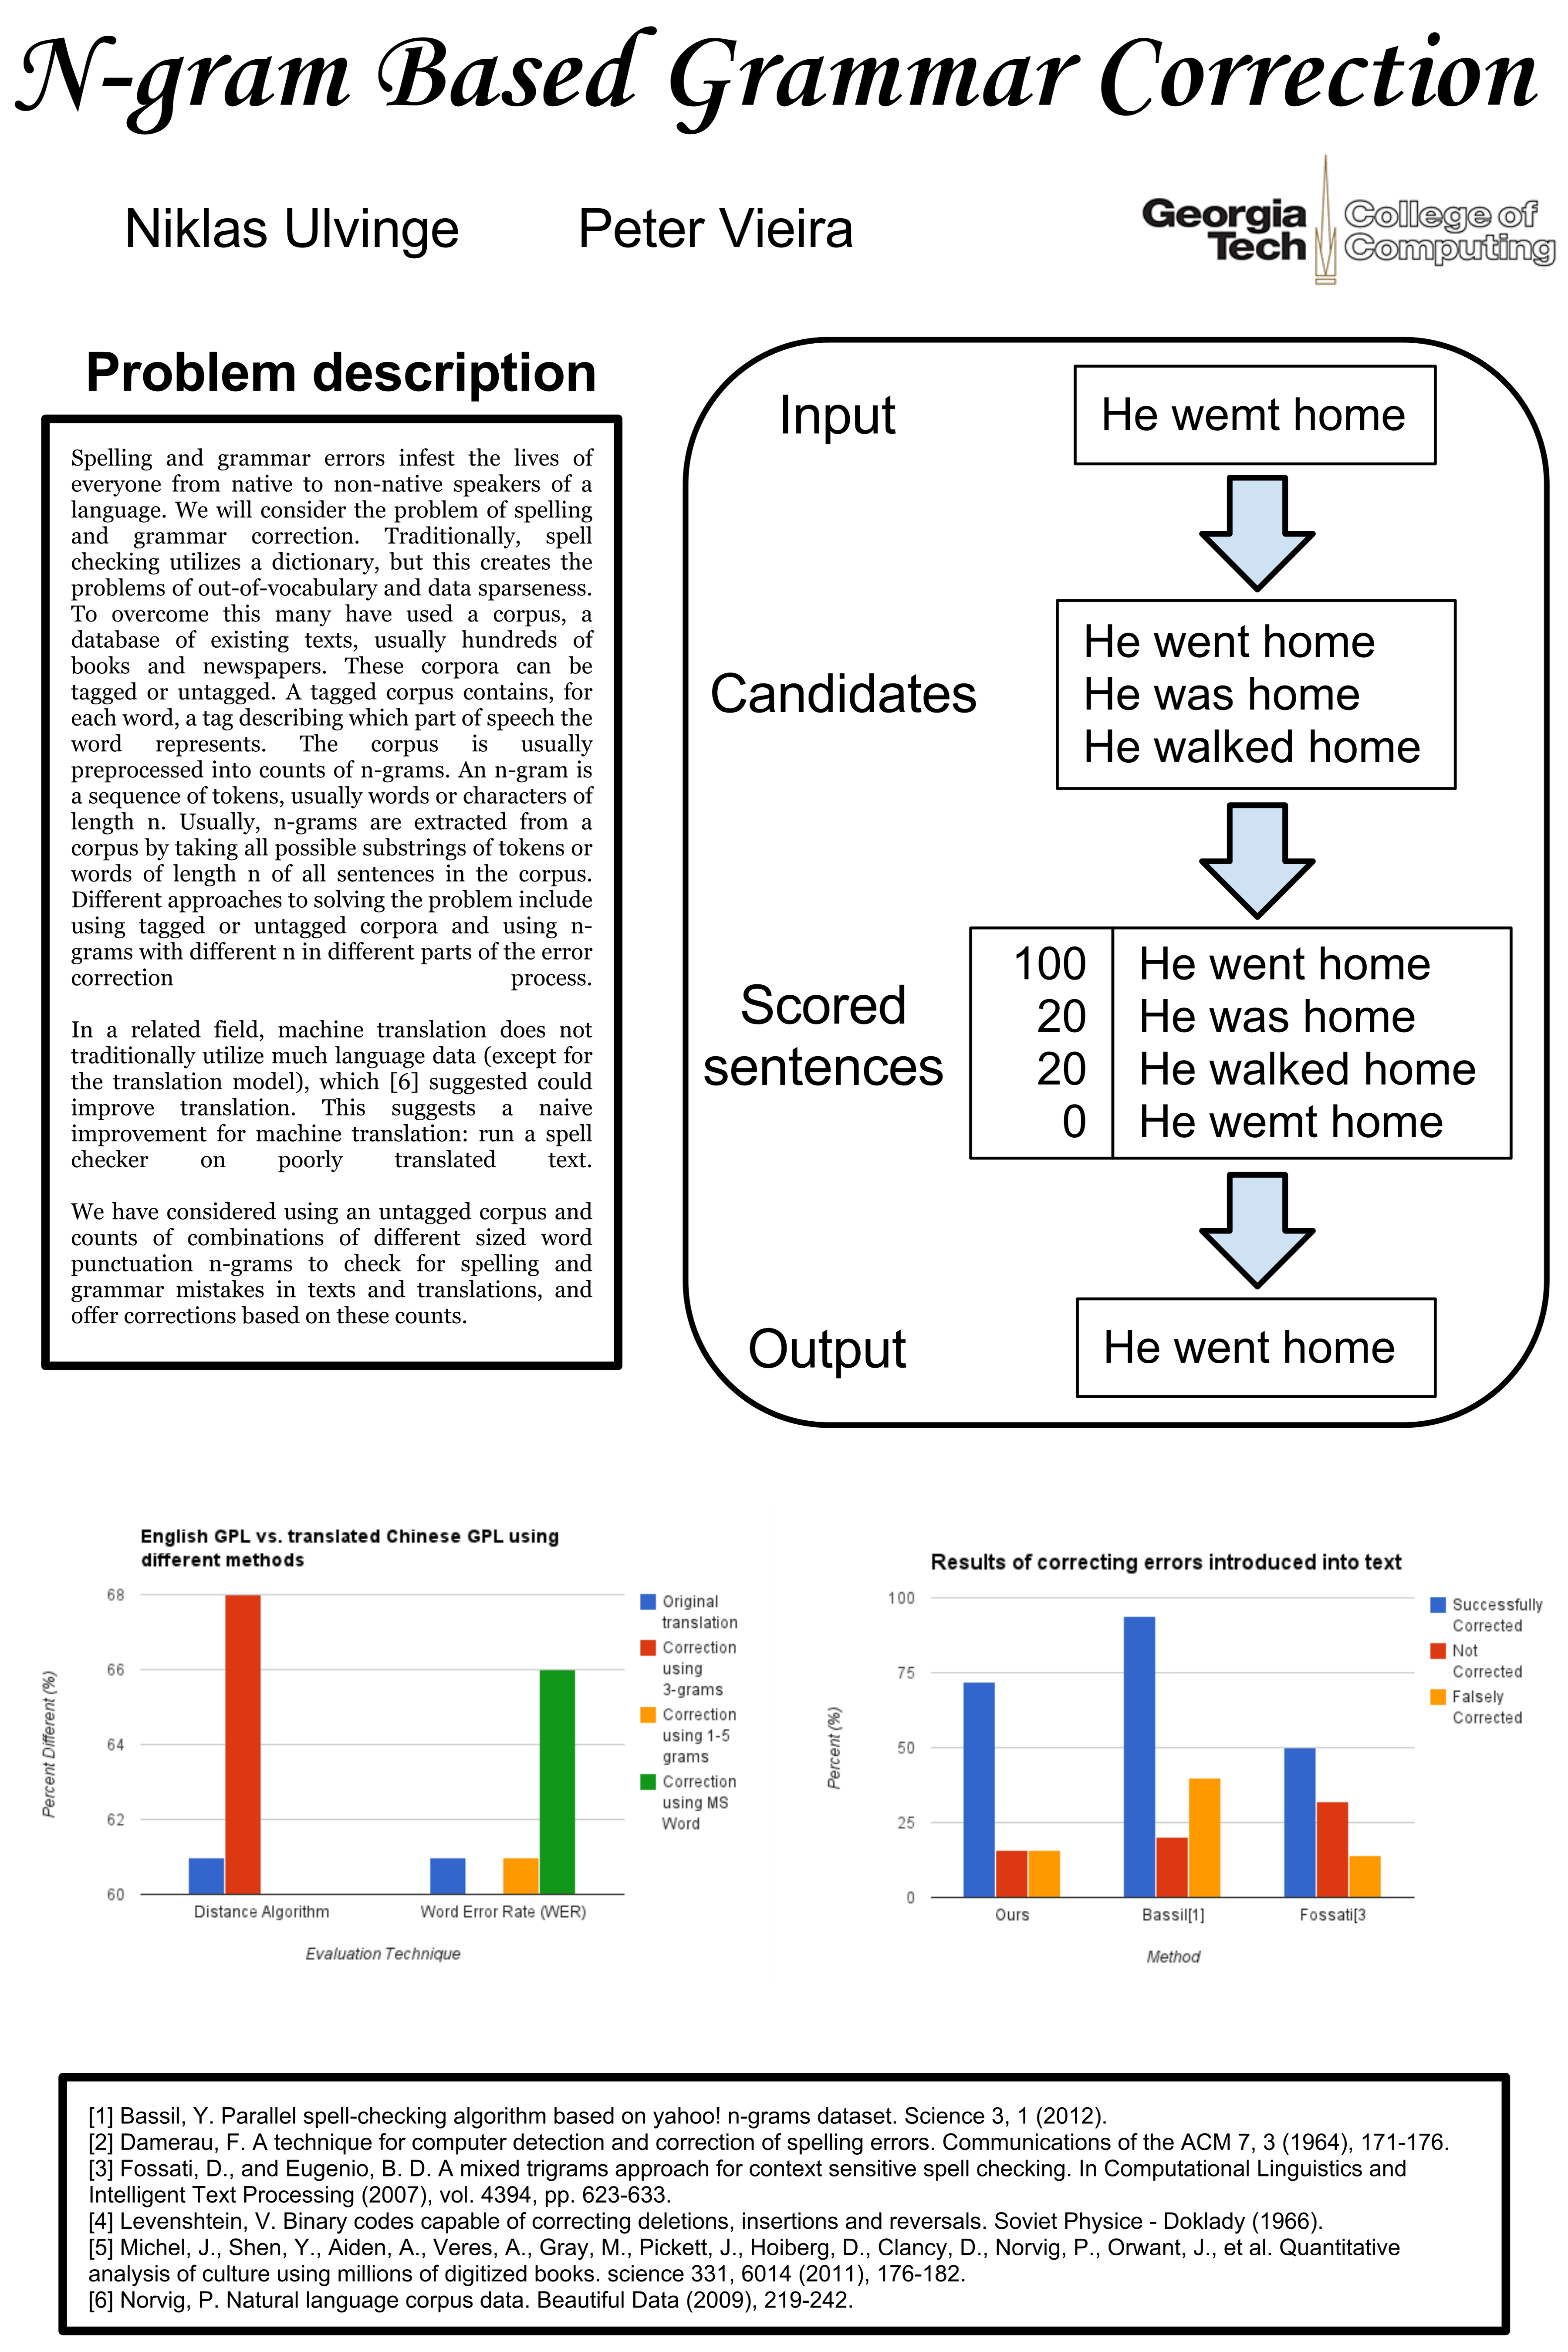 N-gram Based Grammar Correction
Niklas Ulvinge
Peter Vieira
Georgia
Tech
College of
Computing
Problem description
Spelling and grammar errors infest the lives of
everyone from native to non-native speakers of a
language. We will consider the problem of spelling
and grammar correction. Traditionally, spell
checking utilizes a dictionary, but this creates the
problems of out-of-vocabulary and data sparseness.
To overcome this many have used a corpus, a
database of existing texts, usually hundreds of
books and newspapers. These corpora can be
tagged or untagged. A tagged corpus contains, for
each word, a tag describing which part of speech the
word represents. The corpus is usually
preprocessed into counts of n-grams. An n-gram is
a sequence of tokens, usually words or characters of
length n. Usually, n-grams are extracted from a
corpus by taking all possible substrings of tokens or
words of length n of all sentences in the corpus.
Different approaches to solving the problem include
using tagged or untagged corpora and using n-
grams with different n in different parts of the error
correction process.
In a related field, machine translation does not
traditionally utilize much language data (except for
the translation model), which [6] suggested could
improve translation. This suggests a naive
improvement for machine translation: run a spell
checker on poorly translated text.
We have considered using an untagged corpus and
counts of combinations of different sized word
punctuation n-grams to check for spelling and
grammar mistakes in texts and translations, and
offer corrections based on these counts.
Input
He wemt home
Candidates
He went home
He was home
He walked home
Scored
sentences
100 He went home
20 He was home
20 He walked home
0 He wemt home
Output
He went home
English GPL vs. translated Chinese GPL using
different methods
Percent Different (%)
68
66
64
62
60
Distance Algorithm
Word Error Rate (WER)
Evaluation Technique
Original
translation
Correction
using
3-grams
Correction
using 1-5
grams
Correction
using MS
Word
Results of correcting errors introduced into text
Percent (%)
100
75
50
25
0
Ours
Bassil[1]
Fossati[3
Method
Successfully
Corrected
Not
Corrected
Falsely
Corrected
[1] Bassil, Y. Parallel spell-checking algorithm based on yahoo! n-grams dataset. Science 3, 1 (2012).
[2] Damerau, F. A technique for computer detection and correction of spelling errors. Communications of the ACM 7, 3 (1964), 171-176.
[3] Fossati, D., and Eugenio, B. D. A mixed trigrams approach for context sensitive spell checking. In Computational Linguistics and
Intelligent Text Processing (2007), vol. 4394, pp. 623-633.
[4] Levenshtein, V. Binary codes capable of correcting deletions, insertions and reversals. Soviet Physice - Doklady (1966).
[5] Michel, J., Shen, Y., Aiden, A., Veres, A., Gray, M., Pickett, J., Hoiberg, D., Clancy, D., Norvig, P., Orwant, J., et al. Quantitative
analysis of culture using millions of digitized books. science 331, 6014 (2011), 176-182.
[6] Norvig, P. Natural language corpus data. Beautiful Data (2009), 219-242.